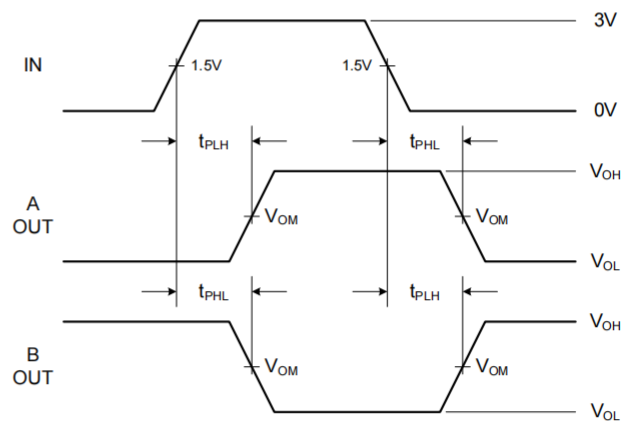 3V
IN
1.5V
1.5V
0V
tPLH
tPHL
VOH
A
OUT
VOM
VOM
VOL
tPHL
tPLH
VOH
B
OUT
VOM
VOM
VOL